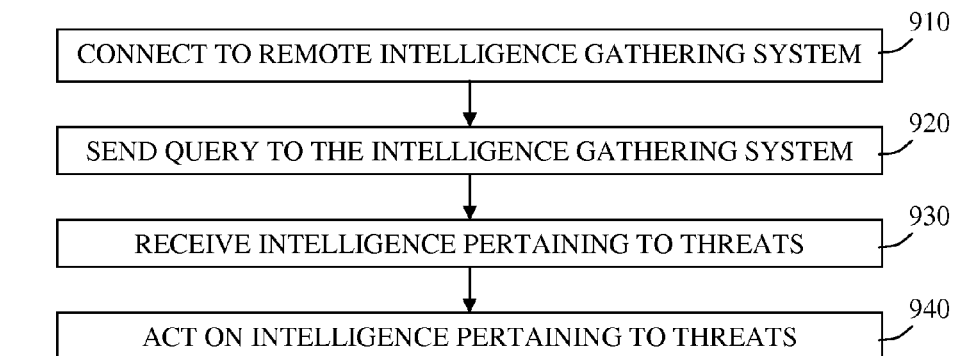 910
CONNECT TO REMOTE INTELLIGENCE GATHERING SYSTEM
920
SEND QUERY TO THE INTELLIGENCE GATHERING SYSTEM
930
RECEIVE INTELLIGENCE PERTAINING TO THREATS
940
ACT ON INTELLIGENCE PERTAINING TO THREATS